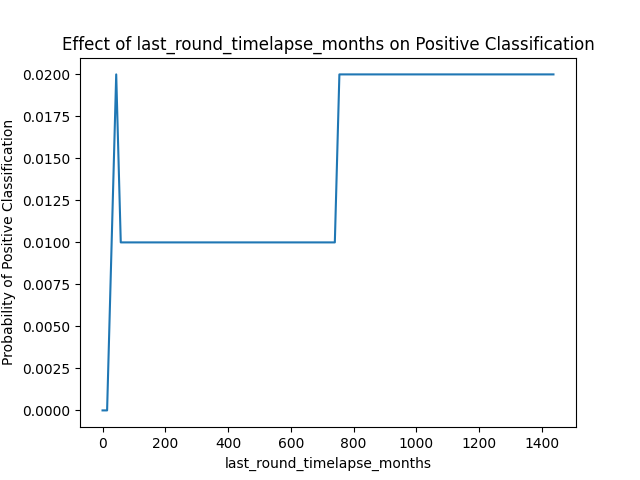 Effect of last_round_timelapse_months on Positive Classification
Probability of Positive Classification
0.0200
0.0175
0.0150
0.0125
0.0100
0.0075
0.0050
0.0025
0.0000
0 200 400 600 800 1000 1200 1400
last_round_timelapse_months